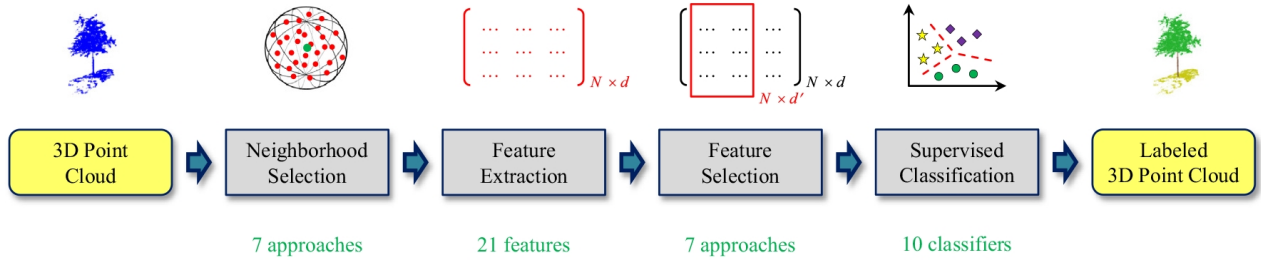 ... ... ...
... ... ...
... ... ...
N × d
... ... ...
... ... ...
... ... ...
N × d
N × d'
3D Point
Cloud
Neighborhood
Selection
Feature
Extraction
Feature
Selection
Supervised
Classification
Labeled
3D Point Cloud
7 approaches
21 features
7 approaches
10 classifiers